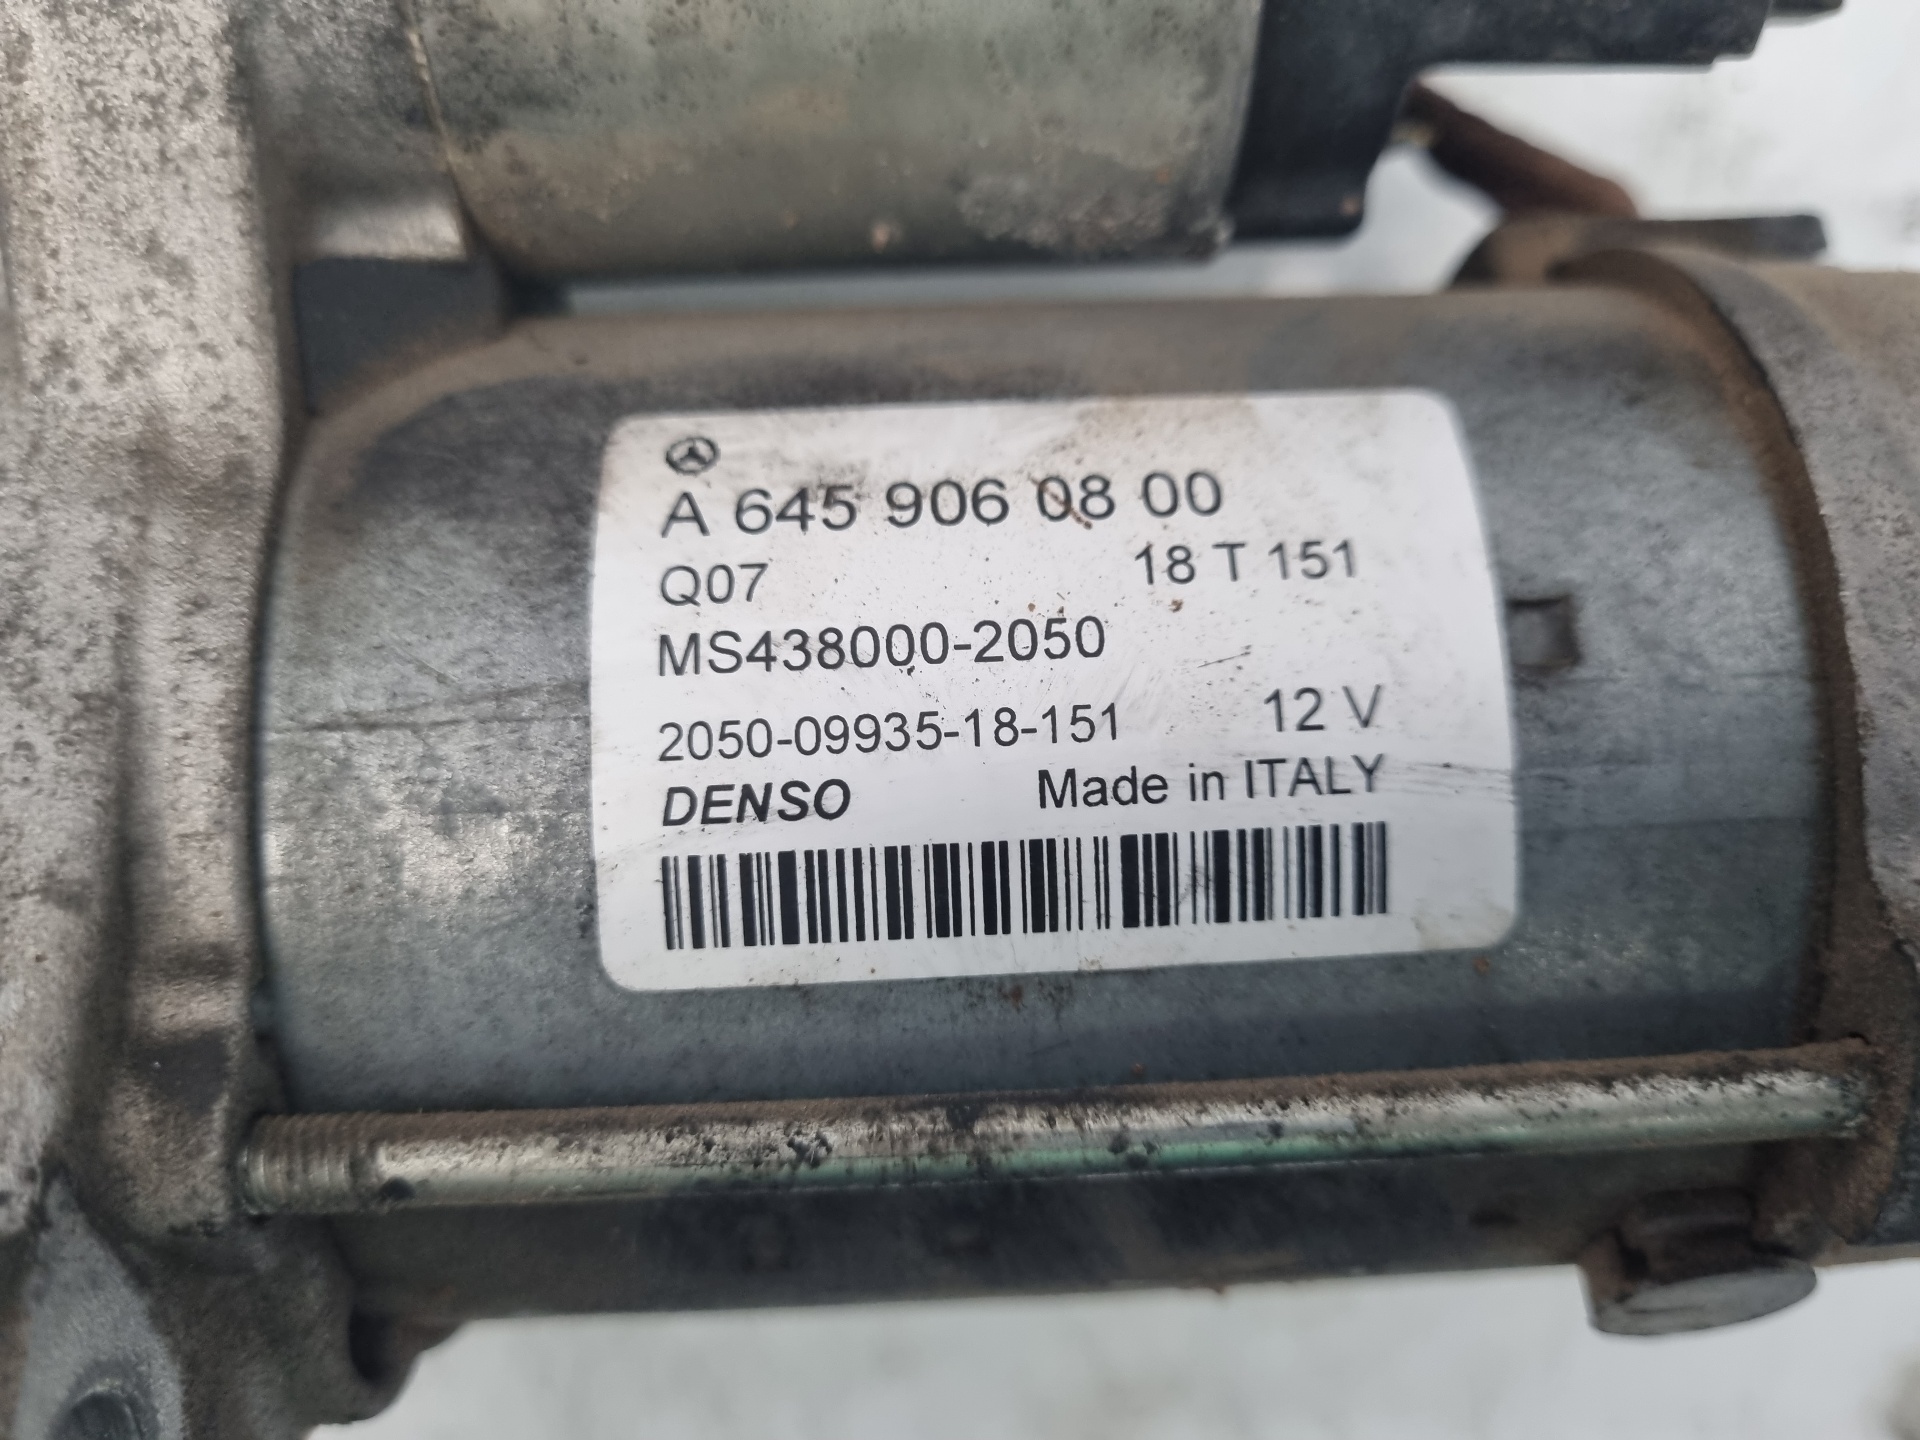 A 645 906 08 00
Q07 18 T 151
MS438000-2050
2050-09935-18-151 12 V
DENSO Made in ITALY